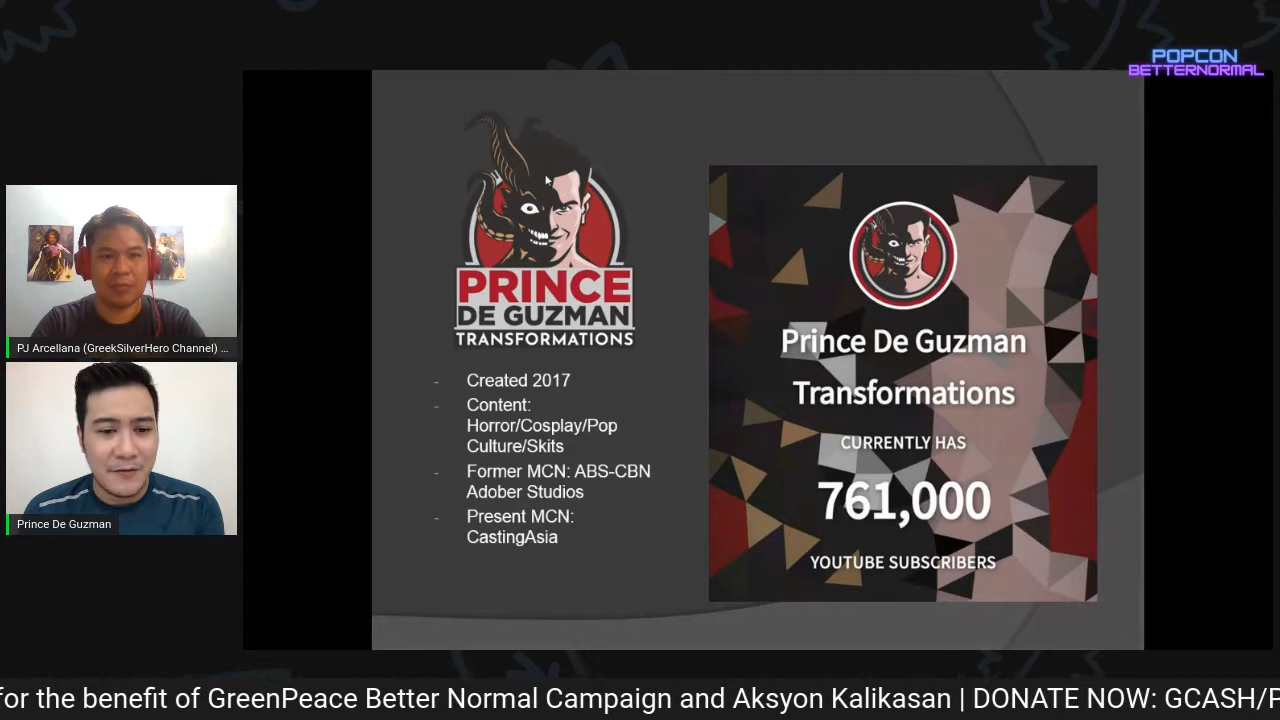 POPCON
BETTERNORMAL
PJ Arcellana (GreekSilverHero Channel) ...
Prince De Guzman
PRINCE
DE GUZMAN
TRANSFORMATIONS
- Created 2017
- Content:
Horror/Cosplay/Pop
Culture/Skits
- Former MCN: ABS-CBN
Adober Studios
- Present MCN:
CastingAsia
Prince De Guzman
Transformations
CURRENTLY HAS
761,000
YOUTUBE SUBSCRIBERS
for the benefit of GreenPeace Better Normal Campaign and Aksyon Kalikasan | DONATE NOW: GCASH/